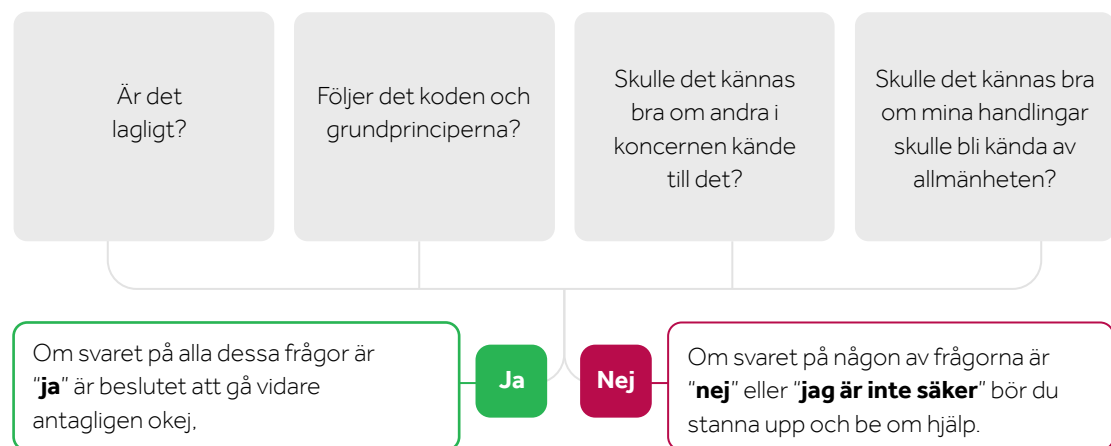 Är det
lagligt?
Följer det koden och
grundprinciperna?
Skulle det kännas
bra om andra i
koncernen kände
till det?
Skulle det kännas bra
om mina handlingar
skulle bli kända av
allmänheten?
Om svaret på alla dessa frågor är
“ja” är beslutet att gå vidare
antagligen okej,
Ja
Nej
Om svaret på någon av frågorna är
“nej” eller “jag är inte säker” bör du
stanna upp och be om hjälp.